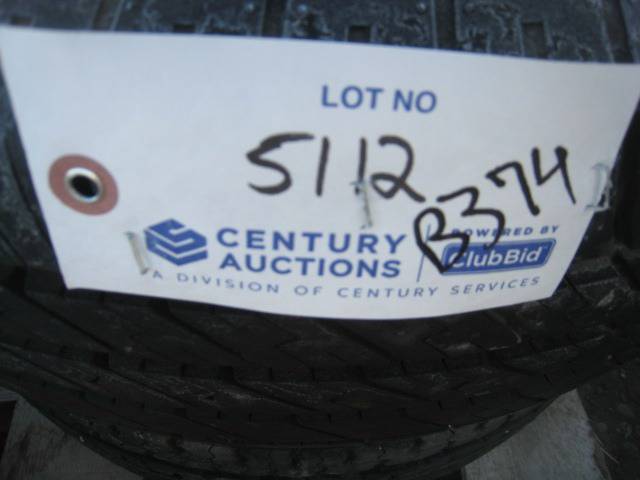 LOT NO
5112
B374
CENTURY
AUCTIONS
POWERED BY
ClubBid
A DIVISION OF CENTURY SERVICES